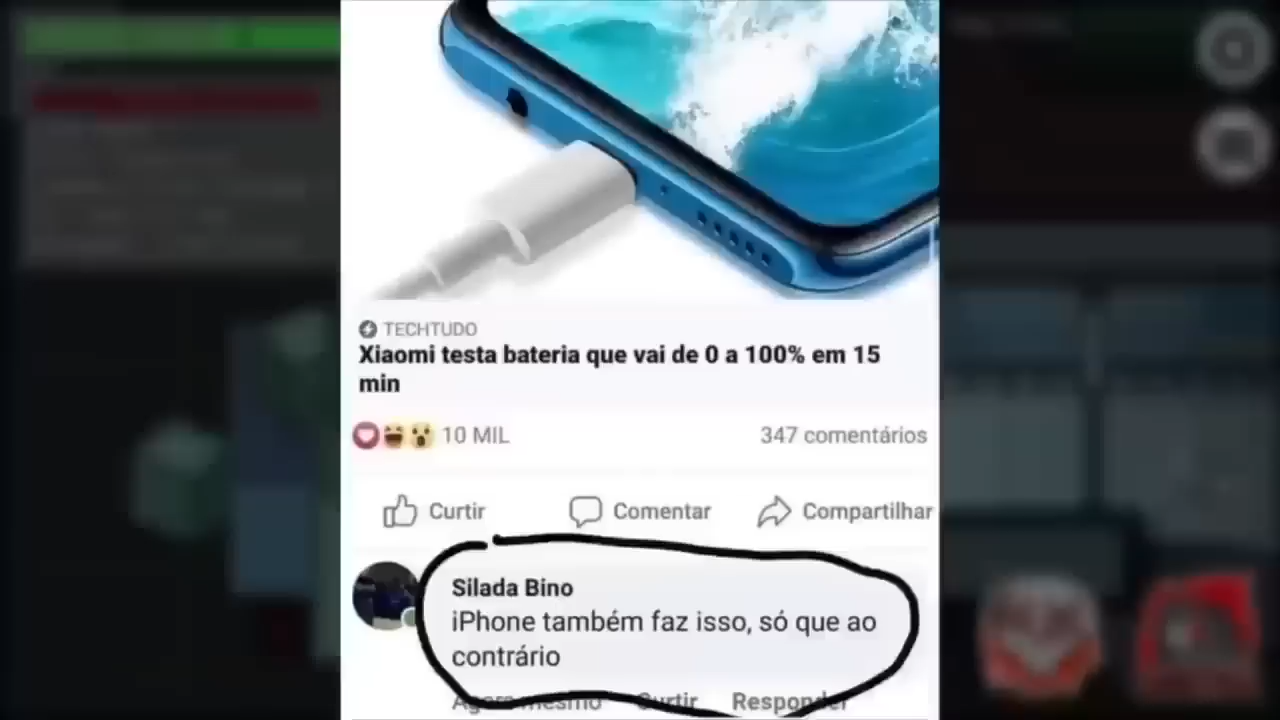 TECHTUDO
Xiaomi testa bateria que vai de 0 a 100% em 15
min
10 MIL
347 comentários
Curtir
Comentar
Compartilhar
Silada Bino
iPhone também faz isso, só que ao
contrário
Agora mesmo
Curtir
Responder